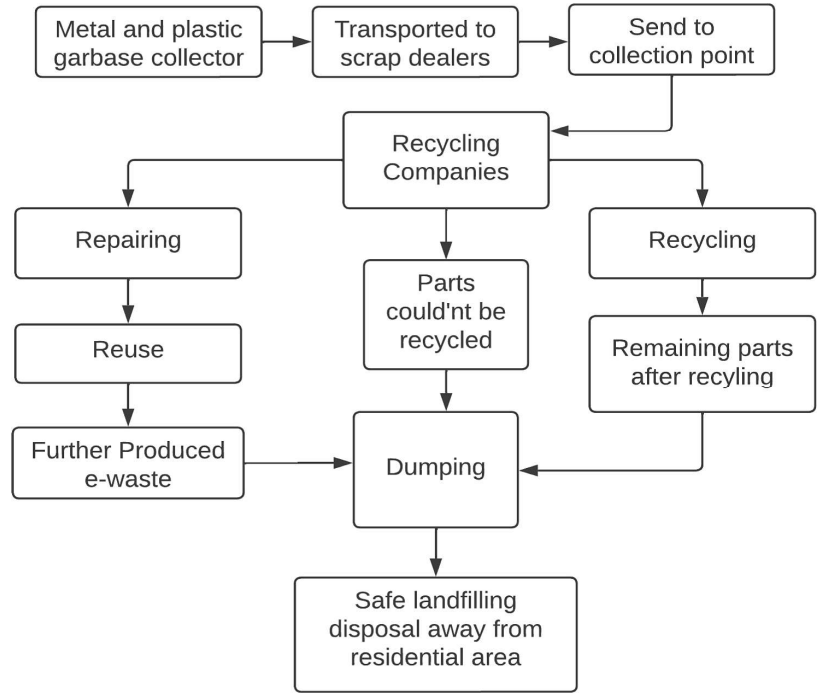 Metal and plastic
garbase collector
Transported to
scrap dealers
Send to
collection point
Recycling
Companies
Repairing
Parts
could'nt be
recycled
Recycling
Reuse
Remaining parts
after recyling
Further Produced
e-waste
Dumping
Safe landfilling
disposal away from
residential area